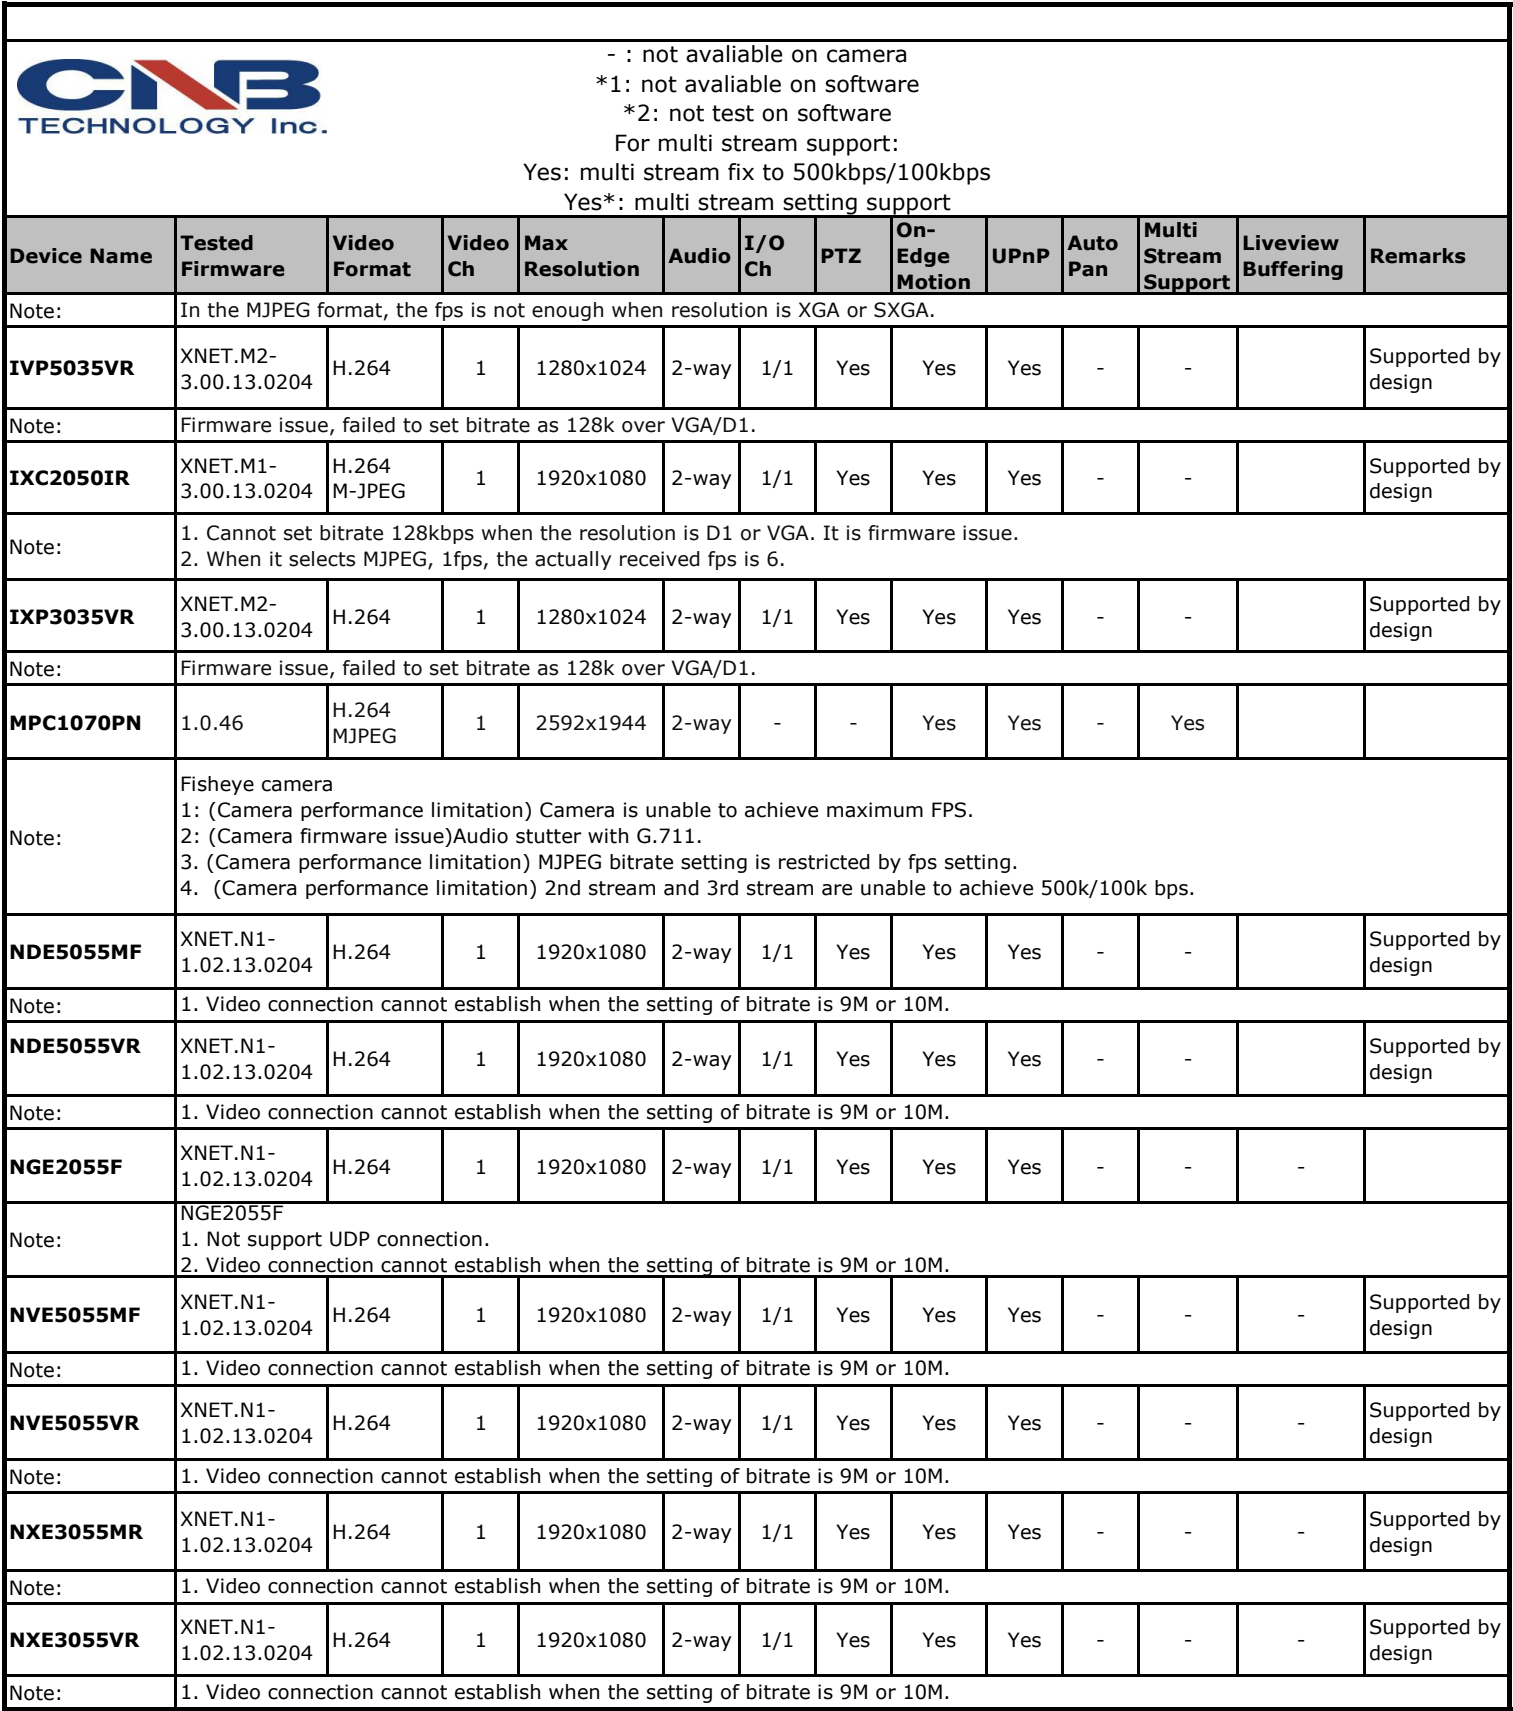 CNB
TECHNOLOGY Inc.
- : not avaliable on camera
*1: not avaliable on software
*2: not test on software
For multi stream support:
Yes: multi stream fix to 500kbps/100kbps
Yes*: multi stream setting support
Device Name Tested Firmware Video Format Video Ch Max Resolution Audio I/O Ch PTZ On-Edge Motion UPnP Auto Pan Multi Stream Support Liveview Buffering Remarks
Note: In the MJPEG format, the fps is not enough when resolution is XGA or SXGA.
IVP5035VR XNET.M2-3.00.13.0204 H.264 1 1280x1024 2-way 1/1 Yes Yes Yes - - Supported by design
Note: Firmware issue, failed to set bitrate as 128k over VGA/D1.
IXC2050IR XNET.M1-3.00.13.0204 H.264 M-JPEG 1 1920x1080 2-way 1/1 Yes Yes Yes - - Supported by design
Note: 1. Cannot set bitrate 128kbps when the resolution is D1 or VGA. It is firmware issue.
2. When it selects MJPEG, 1fps, the actually received fps is 6.
IXP3035VR XNET.M2-3.00.13.0204 H.264 1 1280x1024 2-way 1/1 Yes Yes Yes - - Supported by design
Note: Firmware issue, failed to set bitrate as 128k over VGA/D1.
MPC1070PN 1.0.46 H.264 MJPEG 1 2592x1944 2-way - - Yes Yes - Yes
Note: Fisheye camera
1: (Camera performance limitation) Camera is unable to achieve maximum FPS.
2: (Camera firmware issue)Audio stutter with G.711.
3. (Camera performance limitation) MJPEG bitrate setting is restricted by fps setting.
4.  (Camera performance limitation) 2nd stream and 3rd stream are unable to achieve 500k/100k bps.
NDE5055MF XNET.N1-1.02.13.0204 H.264 1 1920x1080 2-way 1/1 Yes Yes Yes - - Supported by design
Note: 1. Video connection cannot establish when the setting of bitrate is 9M or 10M.
NDE5055VR XNET.N1-1.02.13.0204 H.264 1 1920x1080 2-way 1/1 Yes Yes Yes - - Supported by design
Note: 1. Video connection cannot establish when the setting of bitrate is 9M or 10M.
NGE2055F XNET.N1-1.02.13.0204 H.264 1 1920x1080 2-way 1/1 Yes Yes Yes - - -
Note: NGE2055F
1. Not support UDP connection.
2. Video connection cannot establish when the setting of bitrate is 9M or 10M.
NVE5055MF XNET.N1-1.02.13.0204 H.264 1 1920x1080 2-way 1/1 Yes Yes Yes - - - Supported by design
Note: 1. Video connection cannot establish when the setting of bitrate is 9M or 10M.
NVE5055VR XNET.N1-1.02.13.0204 H.264 1 1920x1080 2-way 1/1 Yes Yes Yes - - - Supported by design
Note: 1. Video connection cannot establish when the setting of bitrate is 9M or 10M.
NXE3055MR XNET.N1-1.02.13.0204 H.264 1 1920x1080 2-way 1/1 Yes Yes Yes - - - Supported by design
Note: 1. Video connection cannot establish when the setting of bitrate is 9M or 10M.
NXE3055VR XNET.N1-1.02.13.0204 H.264 1 1920x1080 2-way 1/1 Yes Yes Yes - - - Supported by design
Note: 1. Video connection cannot establish when the setting of bitrate is 9M or 10M.